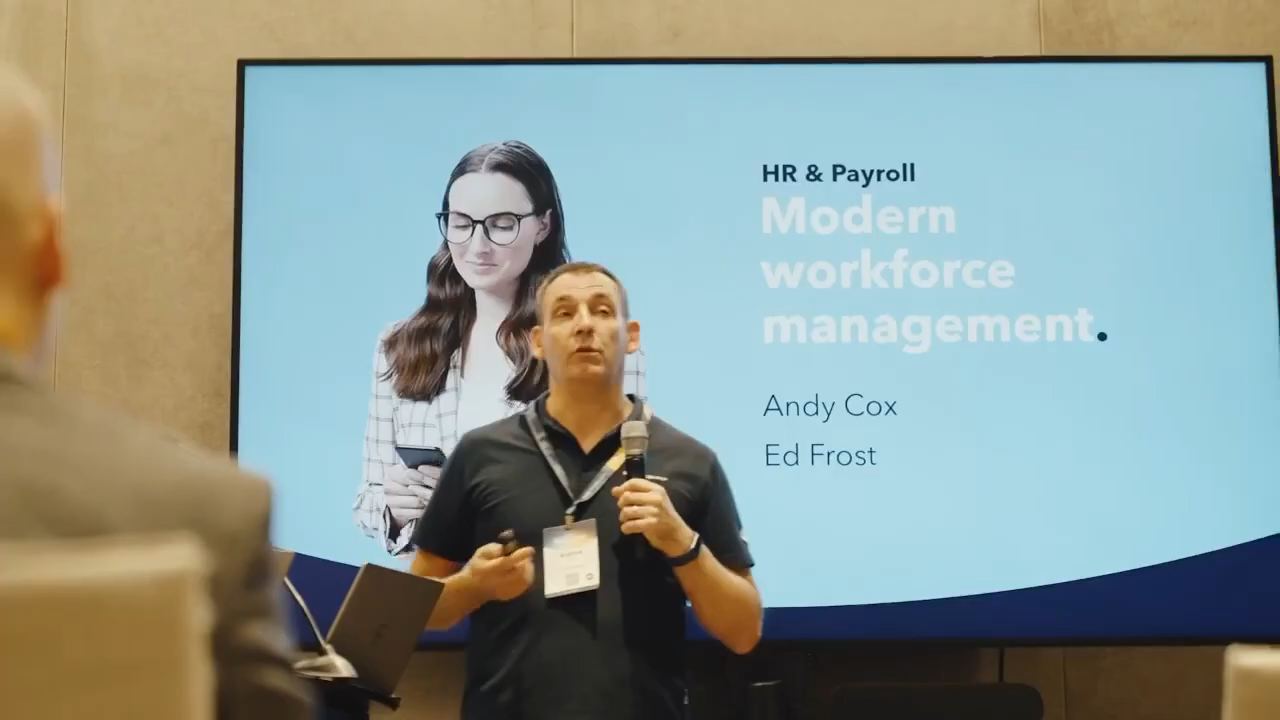 HR & Payroll
Modern
workforce
management.
Andy Cox
Ed Frost